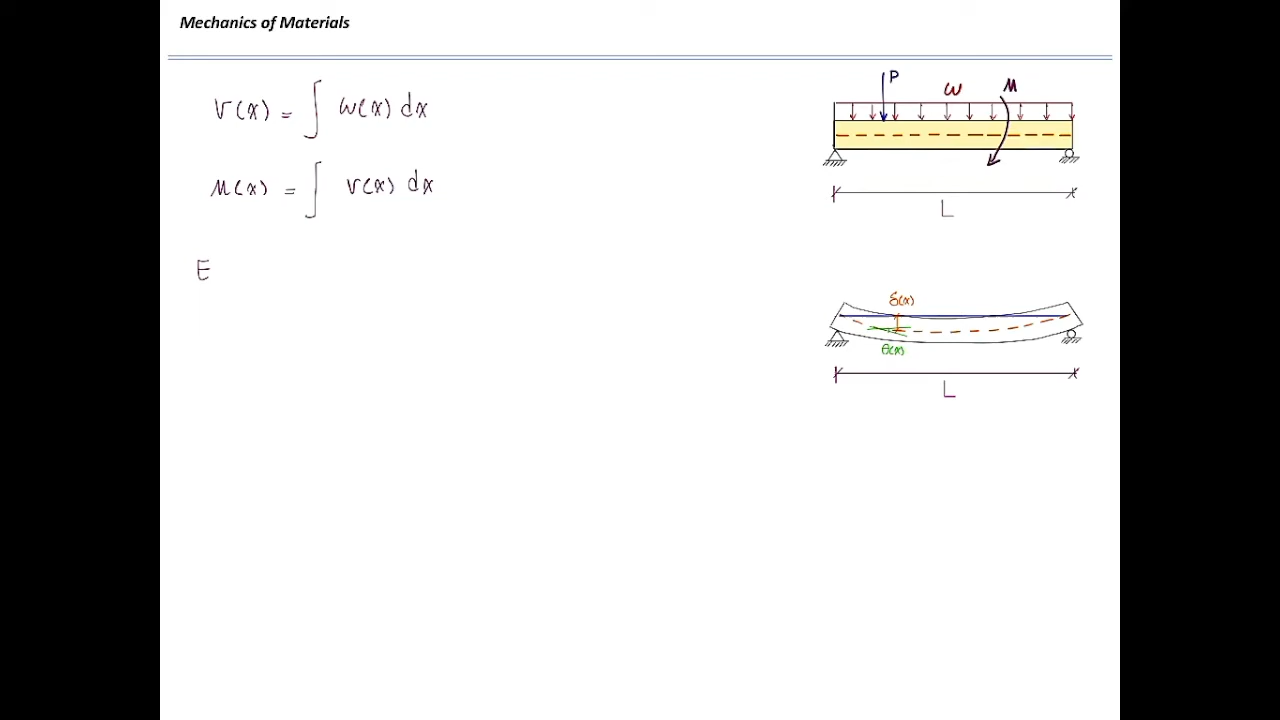 Mechanics of Materials
V(x) = ∫ w(x) dx
M(x) = ∫ V(x) dx
E
P
w
M
L
δ(x)
θ(x)
L